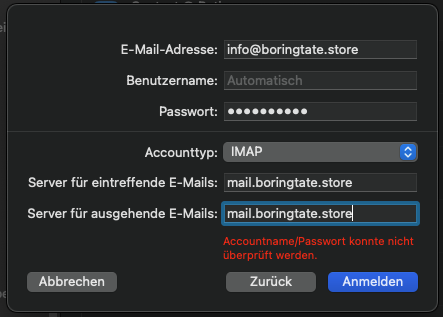 E-Mail-Adresse: info@boringtate.store
Benutzername: Automatisch
Passwort: ●●●●●●●●●●
Accounttyp: IMAP
Server für eintreffende E-Mails: mail.boringtate.store
Server für ausgehende E-Mails: mail.boringtate.store
Accountname/Passwort konnte nicht
überprüft werden.
Abbrechen Zurück Anmelden